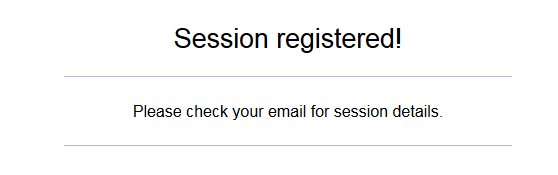 Session registered!
Please check your email for session details.